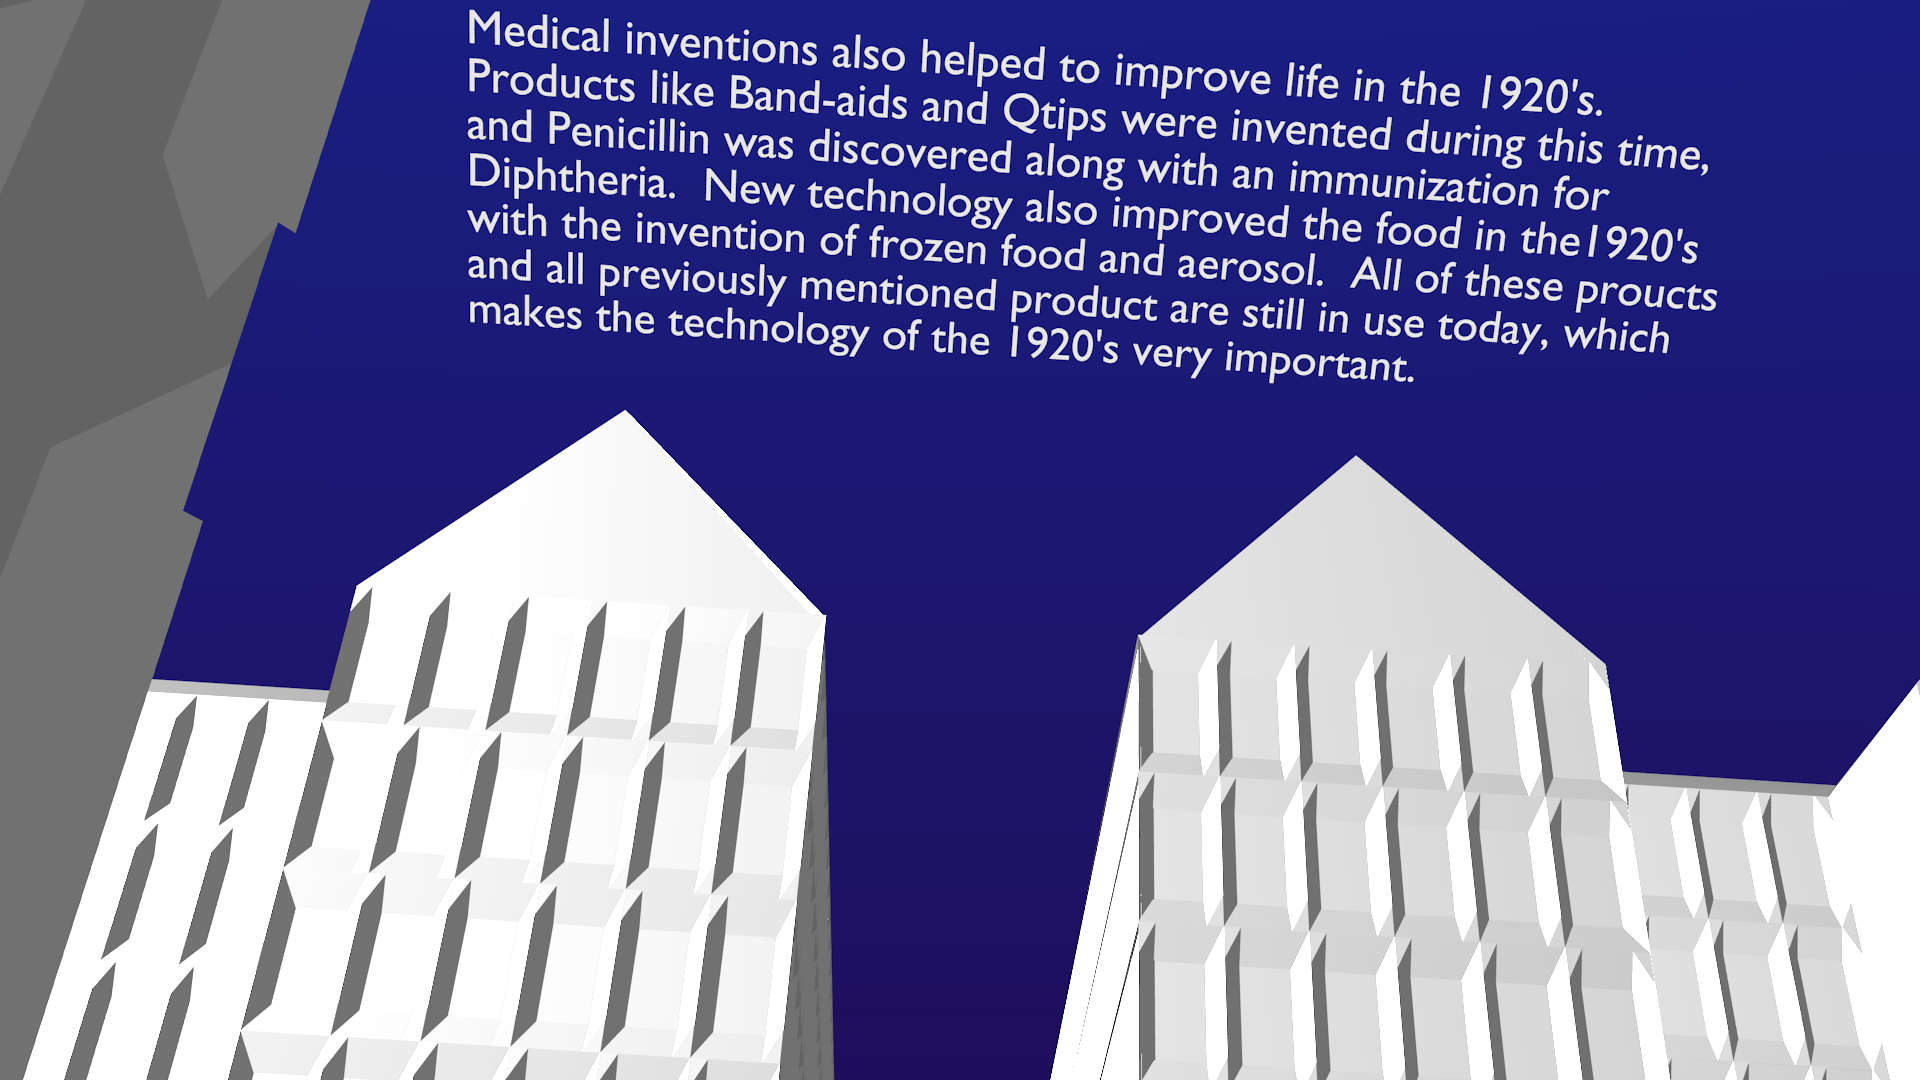 Medical inventions also helped to improve life in the 1920's.
Products like Band-aids and Qtips were invented during this time,
and Penicillin was discovered along with an immunization for
Diphtheria.  New technology also improved the food in the1920's
with the invention of frozen food and aerosol.  All of these proucts
and all previously mentioned product are still in use today, which
makes the technology of the 1920's very important.